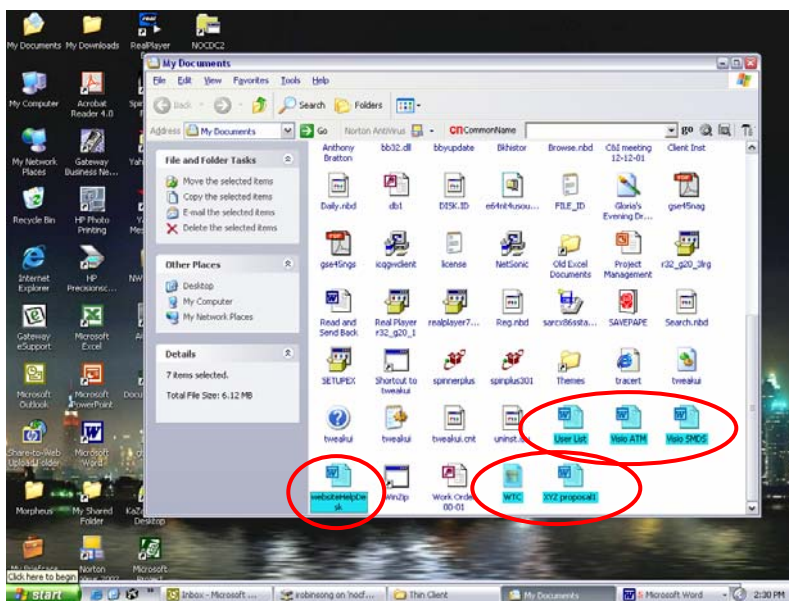 My Documents My Downloads RealPlayer NOCDC2
My Documents
File Edit View Favorites Tools Help
My Computer Acrobat Reader 4.0
Back Search Folders
Address My Documents Go Norton AntiVirus CnCommonName go
My Network Places Gateway Business Ne...
File and Folder Tasks
Move the selected items
Copy the selected items
E-mail the selected items
Delete the selected items
Other Places
Desktop
My Computer
My Network Places
Details
7 items selected.
Total File Size: 6.12 MB
Anthony Bratton bb32.dll bbyupdate Bkhistor Browse.nbd C&I meeting 12-12-01 Client Inst
Daily.nbd db1 DISK.ID e64nt4usou... FILE_ID Gloria's Evening Dr... gse45nag
gse45ngs icqgwclient license NetSonic Old Excel Documents Project Management r32_g20_3lrg
Read and Send Back Real Player r32_g20_1 realplayer7... Reg.nbd sarcx86ssta... SAVEPAPE Search.nbd
SETUPEX Shortcut to tweakui spinnerplus spinplus301 Themes tracert tweakui
tweakui tweakui tweakui.cnt User List Visio ATM Visio SMDS
websiteHelpDe
sk
WinZip Work Order 00-01 WTC XYZ proposal1
Recycle Bin HP Photo Printing
Internet Explorer HP Precisionsc...
Gateway eSupport Microsoft Excel
Microsoft Outlook Microsoft PowerPoint
Share-to-Web Upload Folder Microsoft Word
Morpheus My Shared Folder Desktop
My Briefcase Norton Microsoft
Click here to begin
start Inbox - Microsoft ... Thin Client My Documents 5 Microsoft Word 2:30 PM